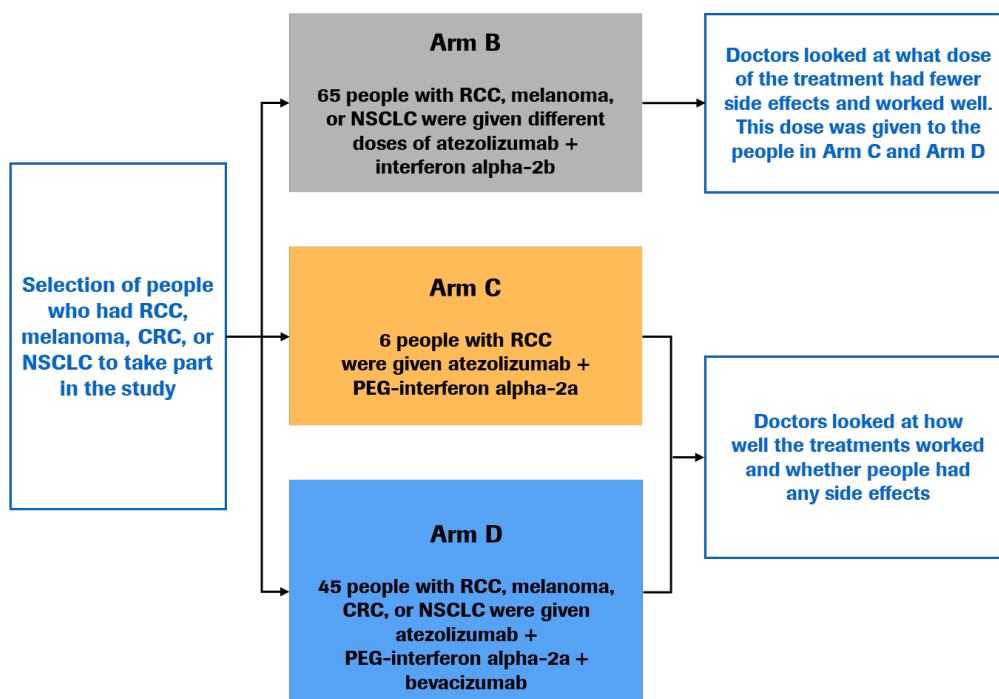 Selection of people
who had RCC,
melanoma, CRC, or
NSCLC to take part
in the study
Arm B
65 people with RCC, melanoma,
or NSCLC were given different
doses of atezolizumab +
interferon alpha-2b
Doctors looked at what dose
of the treatment had fewer
side effects and worked well.
This dose was given to the
people in Arm C and Arm D
Arm C
6 people with RCC
were given atezolizumab +
PEG-interferon alpha-2a
Arm D
45 people with RCC, melanoma,
CRC, or NSCLC were given
atezolizumab +
PEG-interferon alpha-2a +
bevacizumab
Doctors looked at how
well the treatments worked
and whether people had
any side effects